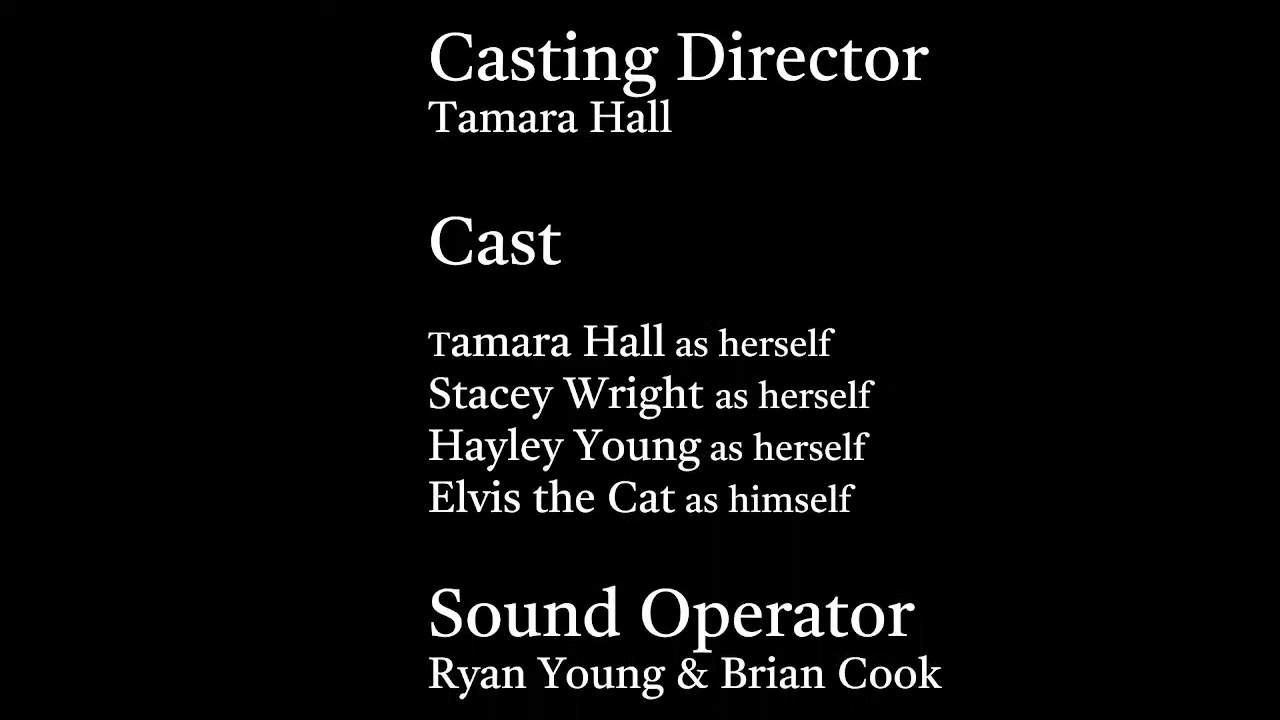 Casting Director
Tamara Hall
Cast
Tamara Hall as herself
Stacey Wright as herself
Hayley Young as herself
Elvis the Cat as himself
Sound Operator
Ryan Young & Brian Cook